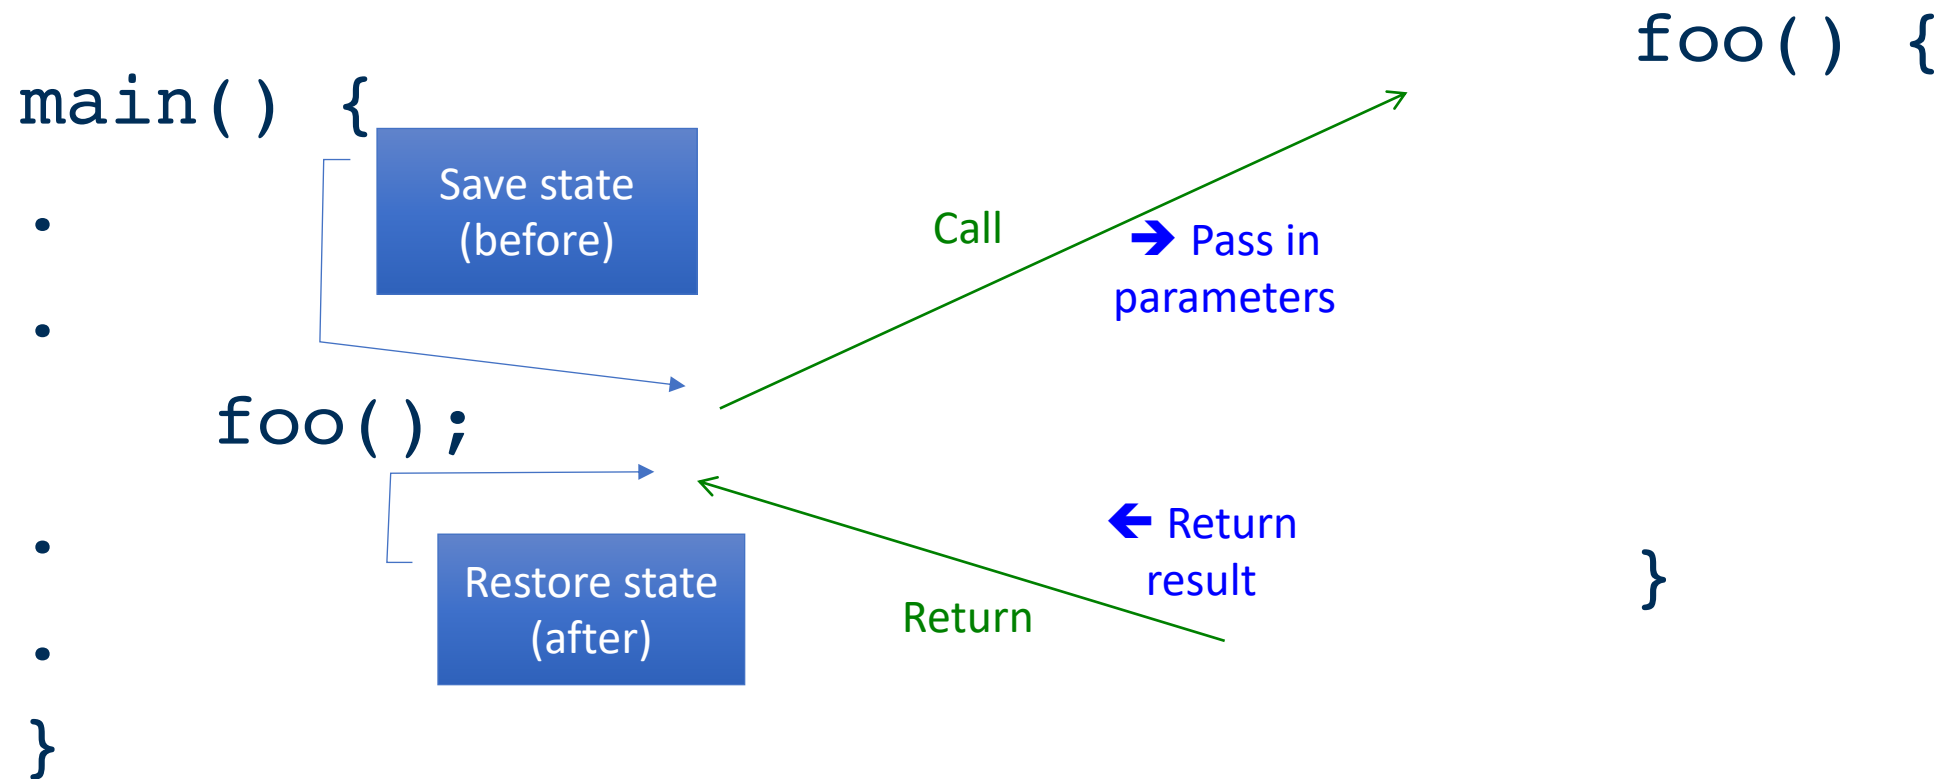 main() {
Save state
(before)
.
.
foo();
.
Restore state
(after)
.
}
Call
➔ Pass in
parameters
🡸 Return
result
Return
foo() {
}